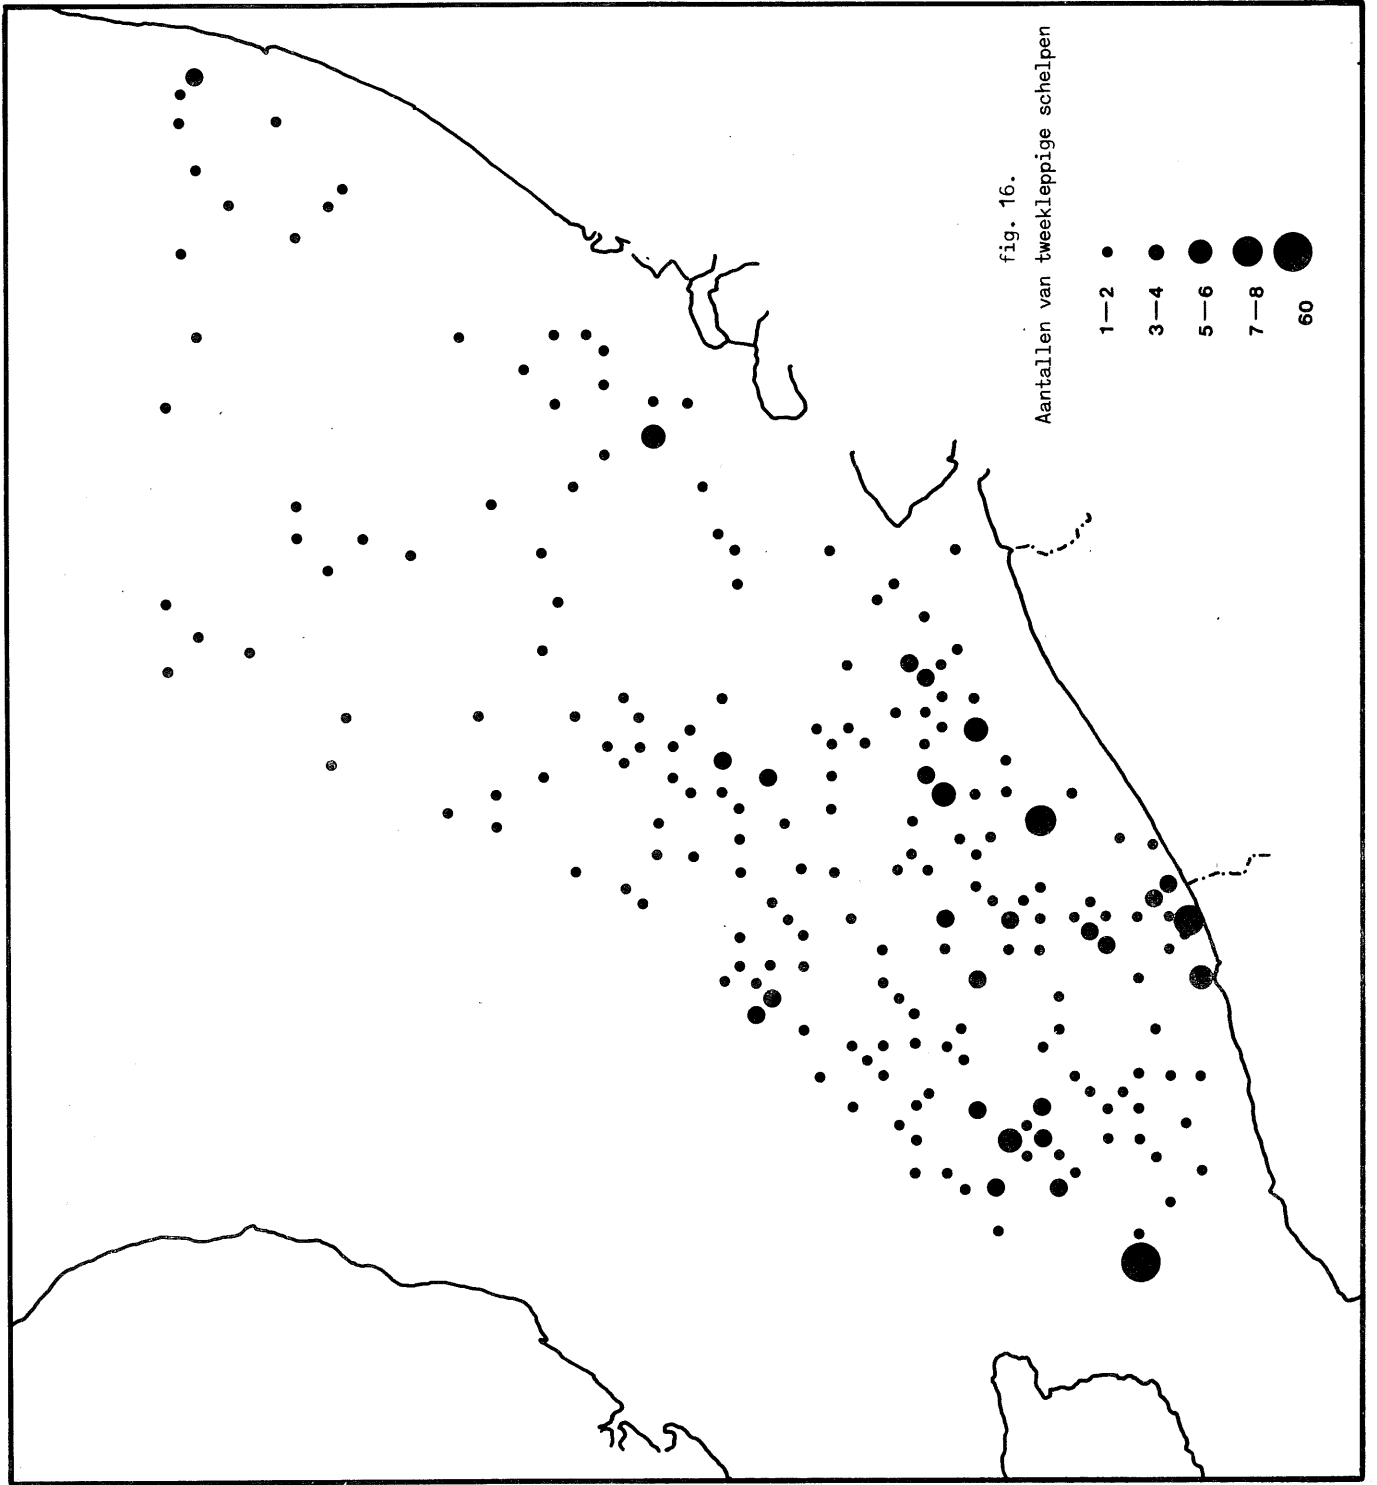 fig. 16.
Aantallen van tweekleppige schelpen
1—2
3—4
5—6
7—8
60